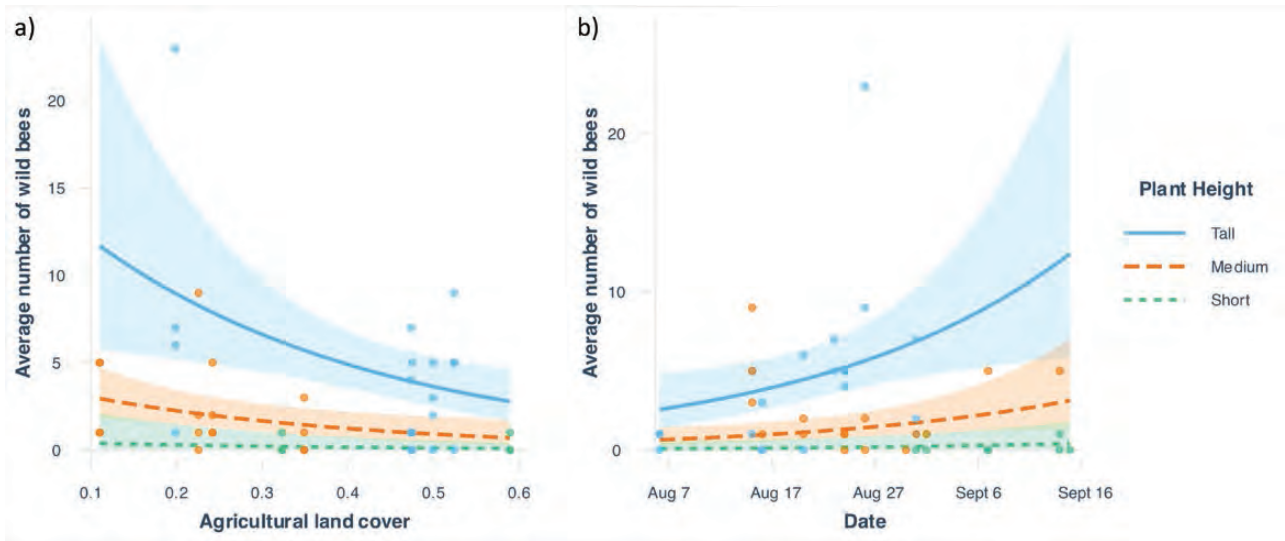 a)
Average number of wild bees
20
15
10
5
0
0.1 0.2 0.3 0.4 0.5 0.6
Agricultural land cover
b)
Average number of wild bees
20
10
0
Aug 7 Aug 17 Aug 27 Sept 6 Sept 16
Date
Plant Height
Tall
Medium
Short